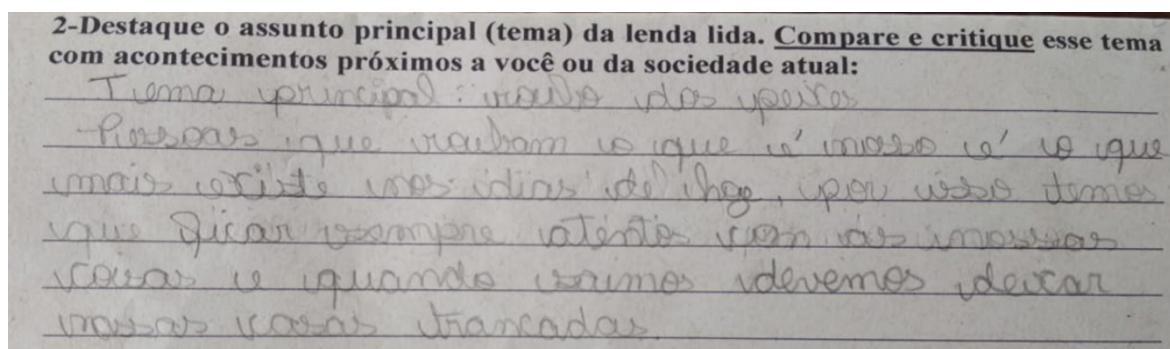 2-Destaque o assunto principal (tema) da lenda lida. Compare e critique esse tema
com acontecimentos próximos a você ou da sociedade atual:
Tema principal: roubo dos peixes
Pessoas que roubam o que é nosso é o que
mais existe nos dias de hoje, por isso temos
que ficar sempre atentos com as nossas
coisas e quando saimos devemos deixar
nossas casas trancadas.